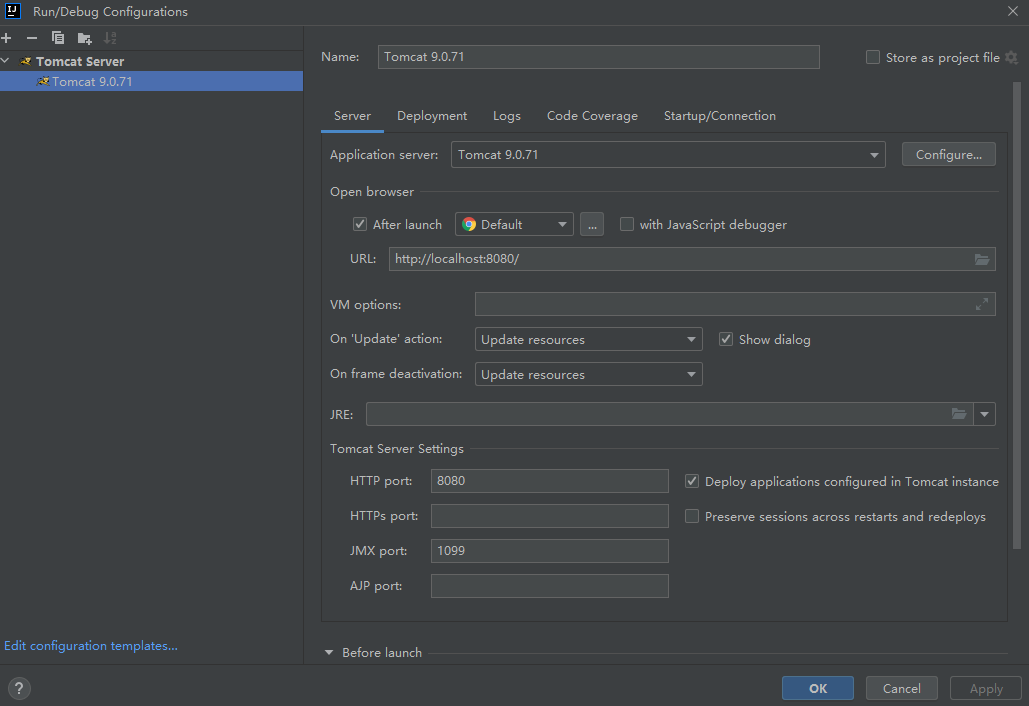 Run/Debug Configurations
Tomcat Server
Tomcat 9.0.71
Edit configuration templates...
Name: Tomcat 9.0.71 Store as project file
Server Deployment Logs Code Coverage Startup/Connection
Application server: Tomcat 9.0.71 Configure...
Open browser
After launch Default ... with JavaScript debugger
URL: http://localhost:8080/
VM options:
On 'Update' action: Update resources Show dialog
On frame deactivation: Update resources
JRE:
Tomcat Server Settings
HTTP port: 8080 Deploy applications configured in Tomcat instance
HTTPs port: Preserve sessions across restarts and redeploys
JMX port: 1099
AJP port:
Before launch
? OK Cancel Apply